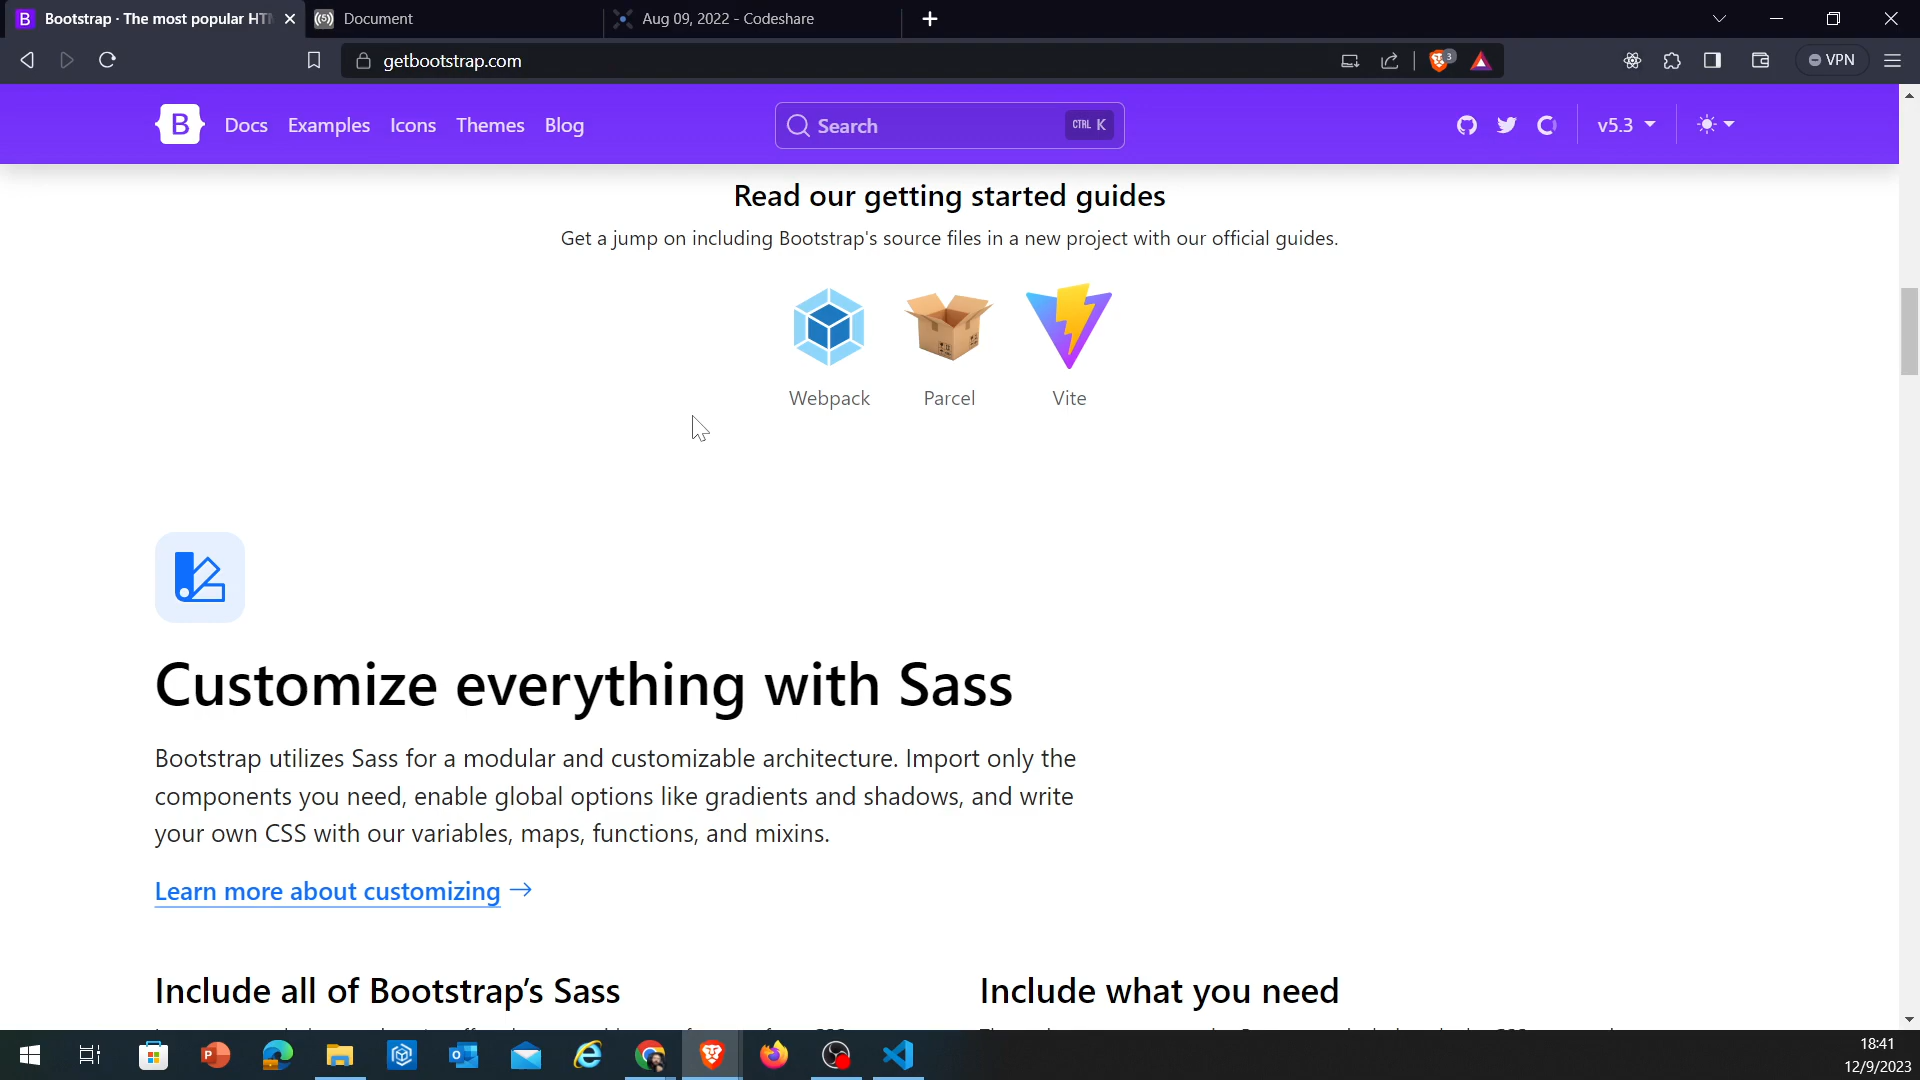 Bootstrap · The most popular HT
Document
Aug 09, 2022 - Codeshare
getbootstrap.com
3
VPN
B
Docs
Examples
Icons
Themes
Blog
Search
CTRL K
v5.3
Read our getting started guides
Get a jump on including Bootstrap's source files in a new project with our official guides.
Webpack
Parcel
Vite
Customize everything with Sass
Bootstrap utilizes Sass for a modular and customizable architecture. Import only the
components you need, enable global options like gradients and shadows, and write
your own CSS with our variables, maps, functions, and mixins.
Learn more about customizing →
Include all of Bootstrap’s Sass
Include what you need
18:41
12/9/2023